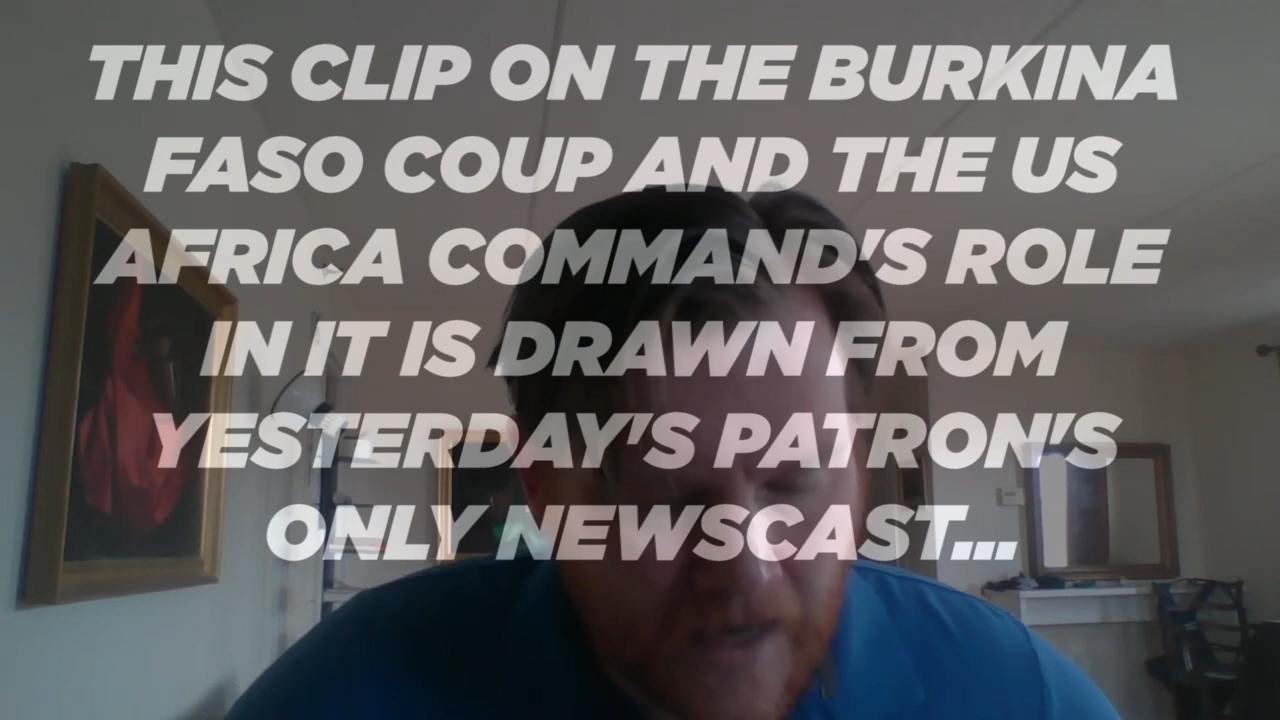 THIS CLIP ON THE BURKINA
FASO COUP AND THE US
AFRICA COMMAND'S ROLE
IN IT IS DRAWN FROM
YESTERDAY'S PATRON'S
ONLY NEWSCAST...